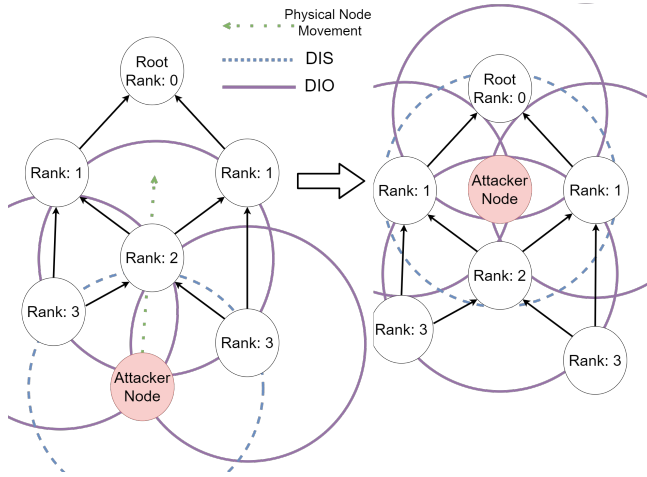 Physical Node
Movement
DIS
DIO
Root
Rank: 0
Rank: 1
Rank: 1
Rank: 2
Rank: 3
Rank: 3
Attacker
Node
Root
Rank: 0
Rank: 1
Attacker
Node
Rank: 1
Rank: 2
Rank: 3
Rank: 3